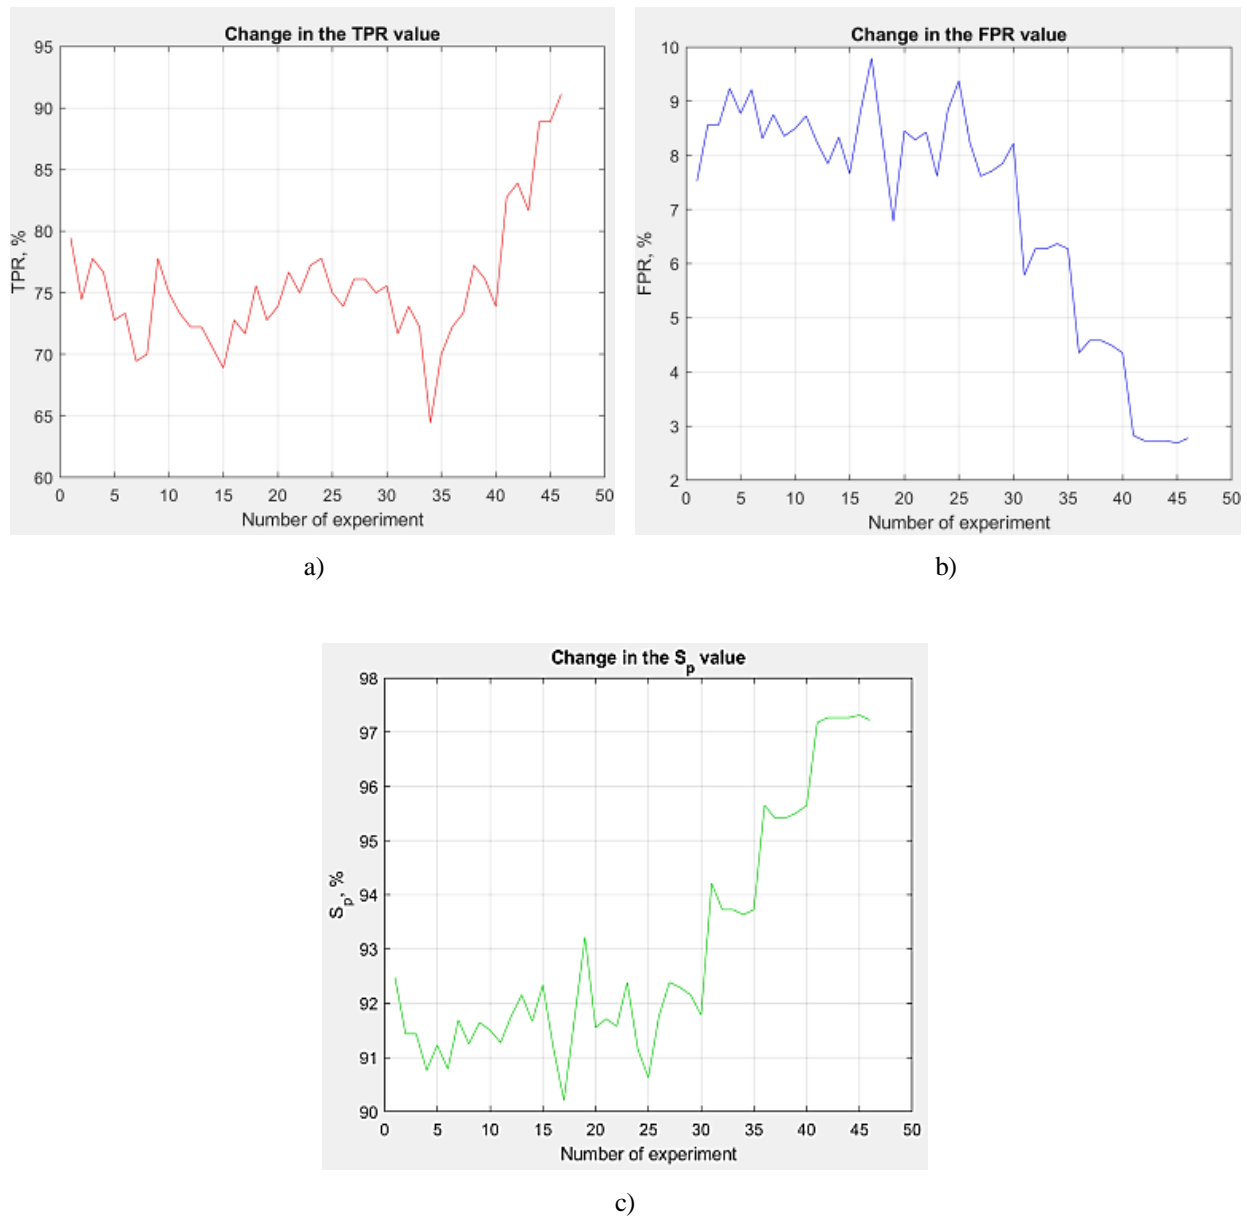 Change in the TPR value
95
90
85
80
75
70
65
60
TPR, %
0 5 10 15 20 25 30 35 40 45 50
Number of experiment
a)
Change in the FPR value
10
9
8
7
6
5
4
3
2
FPR, %
0 5 10 15 20 25 30 35 40 45 50
Number of experiment
b)
Change in the Sp value
98
97
96
95
94
93
92
91
90
Sp, %
0 5 10 15 20 25 30 35 40 45 50
Number of experiment
c)